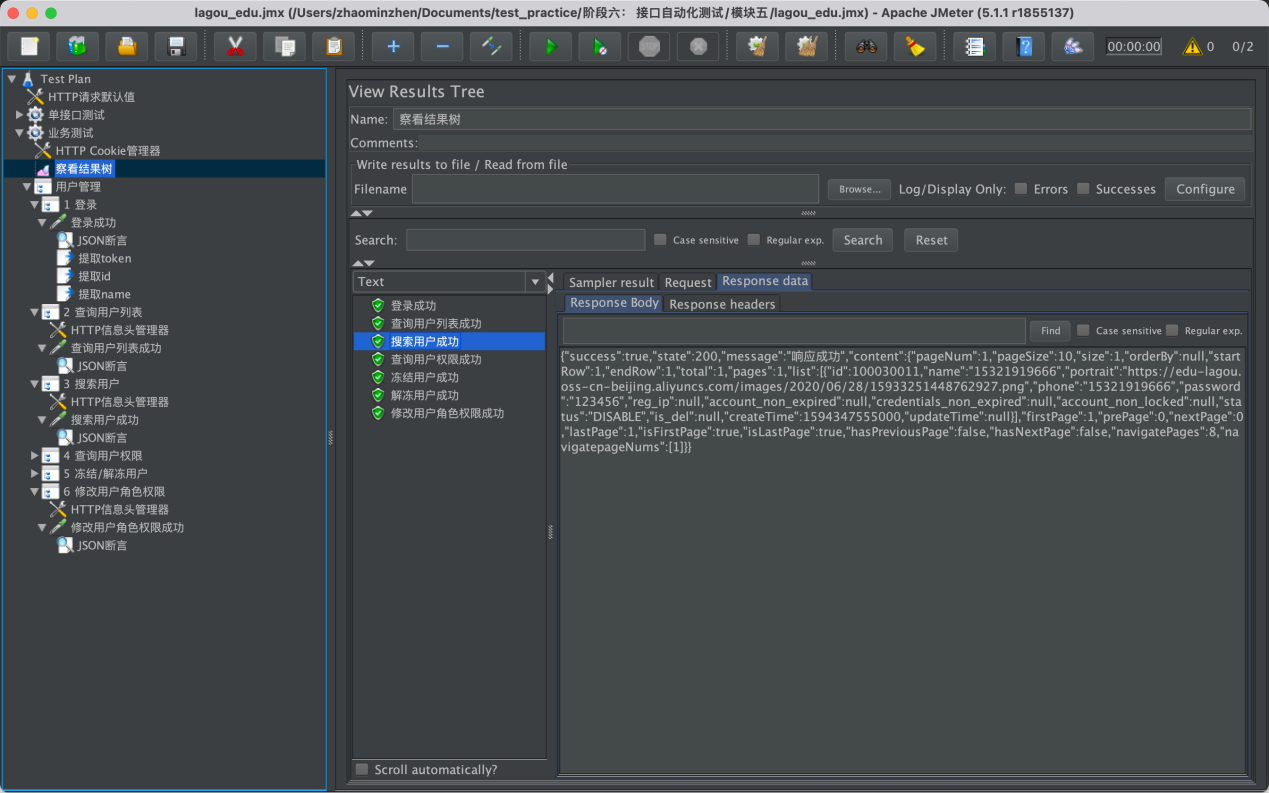 lagou_edu.jmx (/Users/zhaominzhen/Documents/test_practice/阶段六： 接口自动化测试/模块五/lagou_edu.jmx) - Apache JMeter (5.1.1 r1855137)
00:00:00 0 0/2
Test Plan
HTTP请求默认值
单接口测试
业务测试
HTTP Cookie管理器
察看结果树
用户管理
1 登录
登录成功
JSON断言
提取token
提取id
提取name
2 查询用户列表
HTTP信息头管理器
查询用户列表成功
JSON断言
3 搜索用户
HTTP信息头管理器
搜索用户成功
JSON断言
4 查询用户权限
5 冻结/解冻用户
6 修改用户角色权限
HTTP信息头管理器
修改用户角色权限成功
JSON断言
View Results Tree
Name: 察看结果树
Comments:
Write results to file / Read from file
Filename Browse... Log/Display Only: Errors Successes Configure
Search: Case sensitive Regular exp. Search Reset
Text
登录成功
查询用户列表成功
搜索用户成功
查询用户权限成功
冻结用户成功
解冻用户成功
修改用户角色权限成功
Scroll automatically?
Sampler result Request Response data
Response Body Response headers
Find Case sensitive Regular exp.
{"success":true,"state":200,"message":"响应成功","content":{"pageNum":1,"pageSize":10,"size":1,"orderBy":null,"start
Row":1,"endRow":1,"total":1,"pages":1,"list":[{"id":100030011,"name":"15321919666","portrait":"https://edu-lagou.
oss-cn-beijing.aliyuncs.com/images/2020/06/28/15933251448762927.png","phone":"15321919666","password
":"123456","reg_ip":null,"account_non_expired":null,"credentials_non_expired":null,"account_non_locked":null,"sta
tus":"DISABLE","is_del":null,"createTime":1594347555000,"updateTime":null}],"firstPage":1,"prePage":0,"nextPage":0
,"lastPage":1,"isFirstPage":true,"isLastPage":true,"hasPreviousPage":false,"hasNextPage":false,"navigatePages":8,"na
vigatepageNums":[1]}}